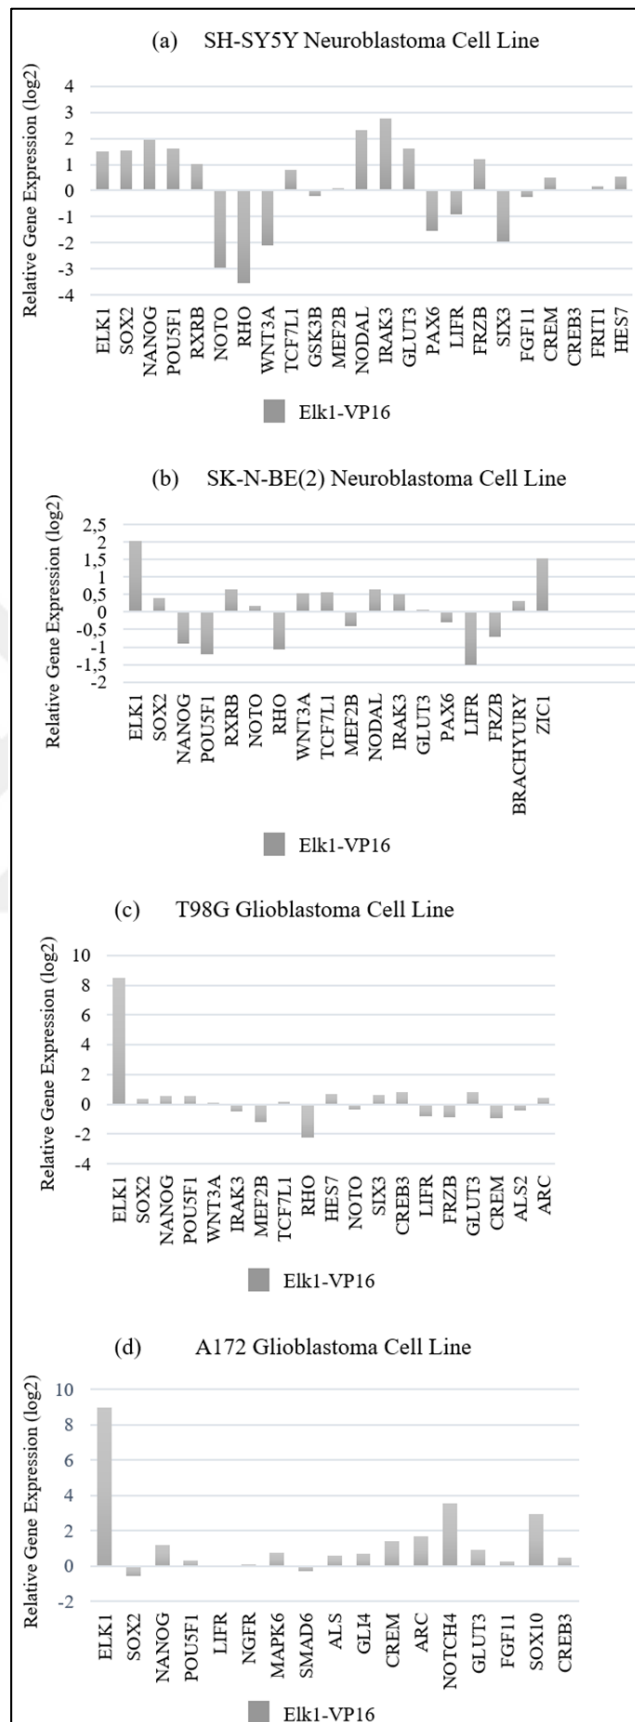 (a) SH-SY5Y Neuroblastoma Cell Line
Relative Gene Expression (log2)
4
3
2
1
0
-1
-2
-3
-4
ELK1
SOX2
NANOG
POU5F1
RXRB
NOTO
RHO
WNT3A
TCF7L1
GSK3B
MEF2B
NODAL
IRAK3
GLUT3
PAX6
LIFR
FRZB
SIX3
FGF11
CREM
CREB3
FRIT1
HES7
Elk1-VP16
(b) SK-N-BE(2) Neuroblastoma Cell Line
Relative Gene Expression (log2)
2,5
2
1,5
1
0,5
0
-0,5
-1
-1,5
-2
ELK1
SOX2
NANOG
POU5F1
RXRB
NOTO
RHO
WNT3A
TCF7L1
MEF2B
NODAL
IRAK3
GLUT3
PAX6
LIFR
FRZB
BRACHYURY
ZIC1
Elk1-VP16
(c) T98G Glioblastoma Cell Line
Relative Gene Expression (log2)
10
8
6
4
2
0
-2
-4
ELK1
SOX2
NANOG
POU5F1
WNT3A
IRAK3
MEF2B
TCF7L1
RHO
HES7
NOTO
SIX3
CREB3
LIFR
FRZB
GLUT3
CREM
ALS2
ARC
Elk1-VP16
(d) A172 Glioblastoma Cell Line
Relative Gene Expression (log2)
10
8
6
4
2
0
-2
ELK1
SOX2
NANOG
POU5F1
LIFR
NGFR
MAPK6
SMAD6
ALS
GLI4
CREM
ARC
NOTCH4
GLUT3
FGF11
SOX10
CREB3
Elk1-VP16